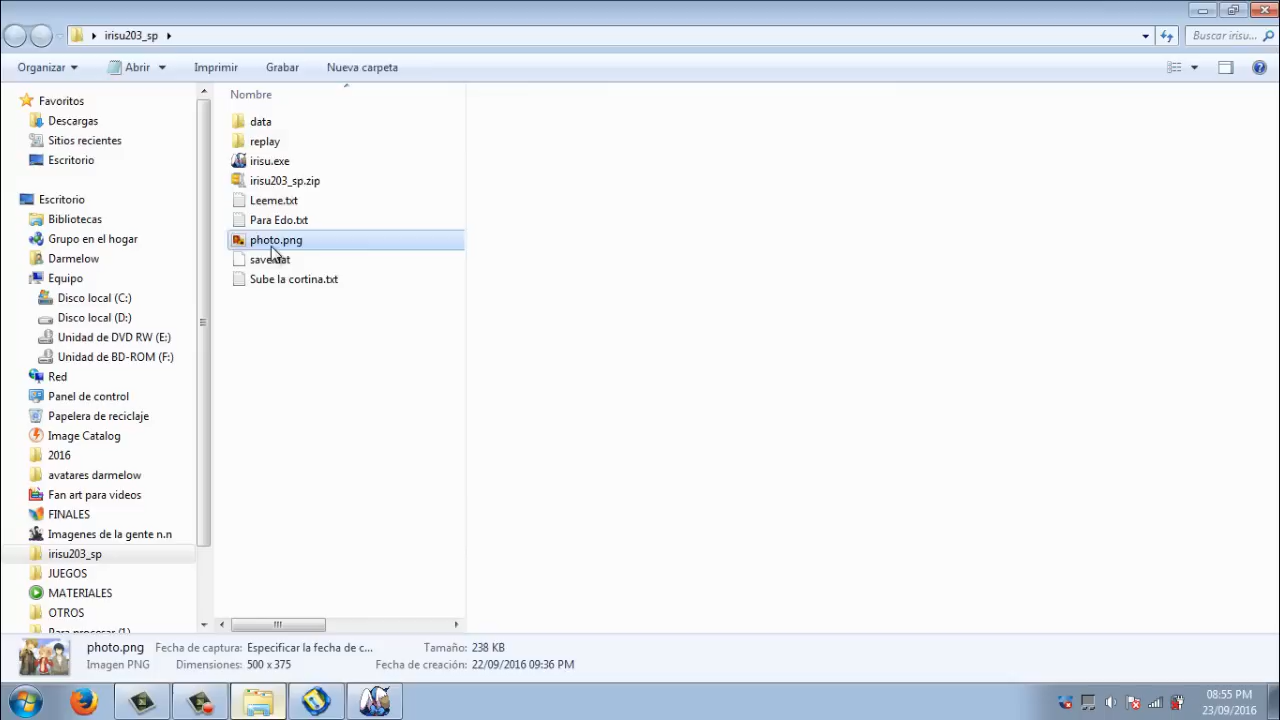 irisu203_sp
Buscar irisu...
Organizar
Abrir
Imprimir
Grabar
Nueva carpeta
Favoritos
Descargas
Sitios recientes
Escritorio
Escritorio
Bibliotecas
Grupo en el hogar
Darmelow
Equipo
Disco local (C:)
Disco local (D:)
Unidad de DVD RW (E:)
Unidad de BD-ROM (F:)
Red
Panel de control
Papelera de reciclaje
Image Catalog
2016
avatares darmelow
Fan art para videos
FINALES
Imagenes de la gente n.n
irisu203_sp
JUEGOS
MATERIALES
OTROS
Para procesar (1)
Nombre
data
replay
irisu.exe
irisu203_sp.zip
Leeme.txt
Para Edo.txt
photo.png
Sube la cortina.txt
photo.png
Imagen PNG
Fecha de captura: Especificar la fecha de c...
Dimensiones: 500 x 375
Tamaño: 238 KB
Fecha de creación: 22/09/2016 09:36 PM
08:55 PM
23/09/2016